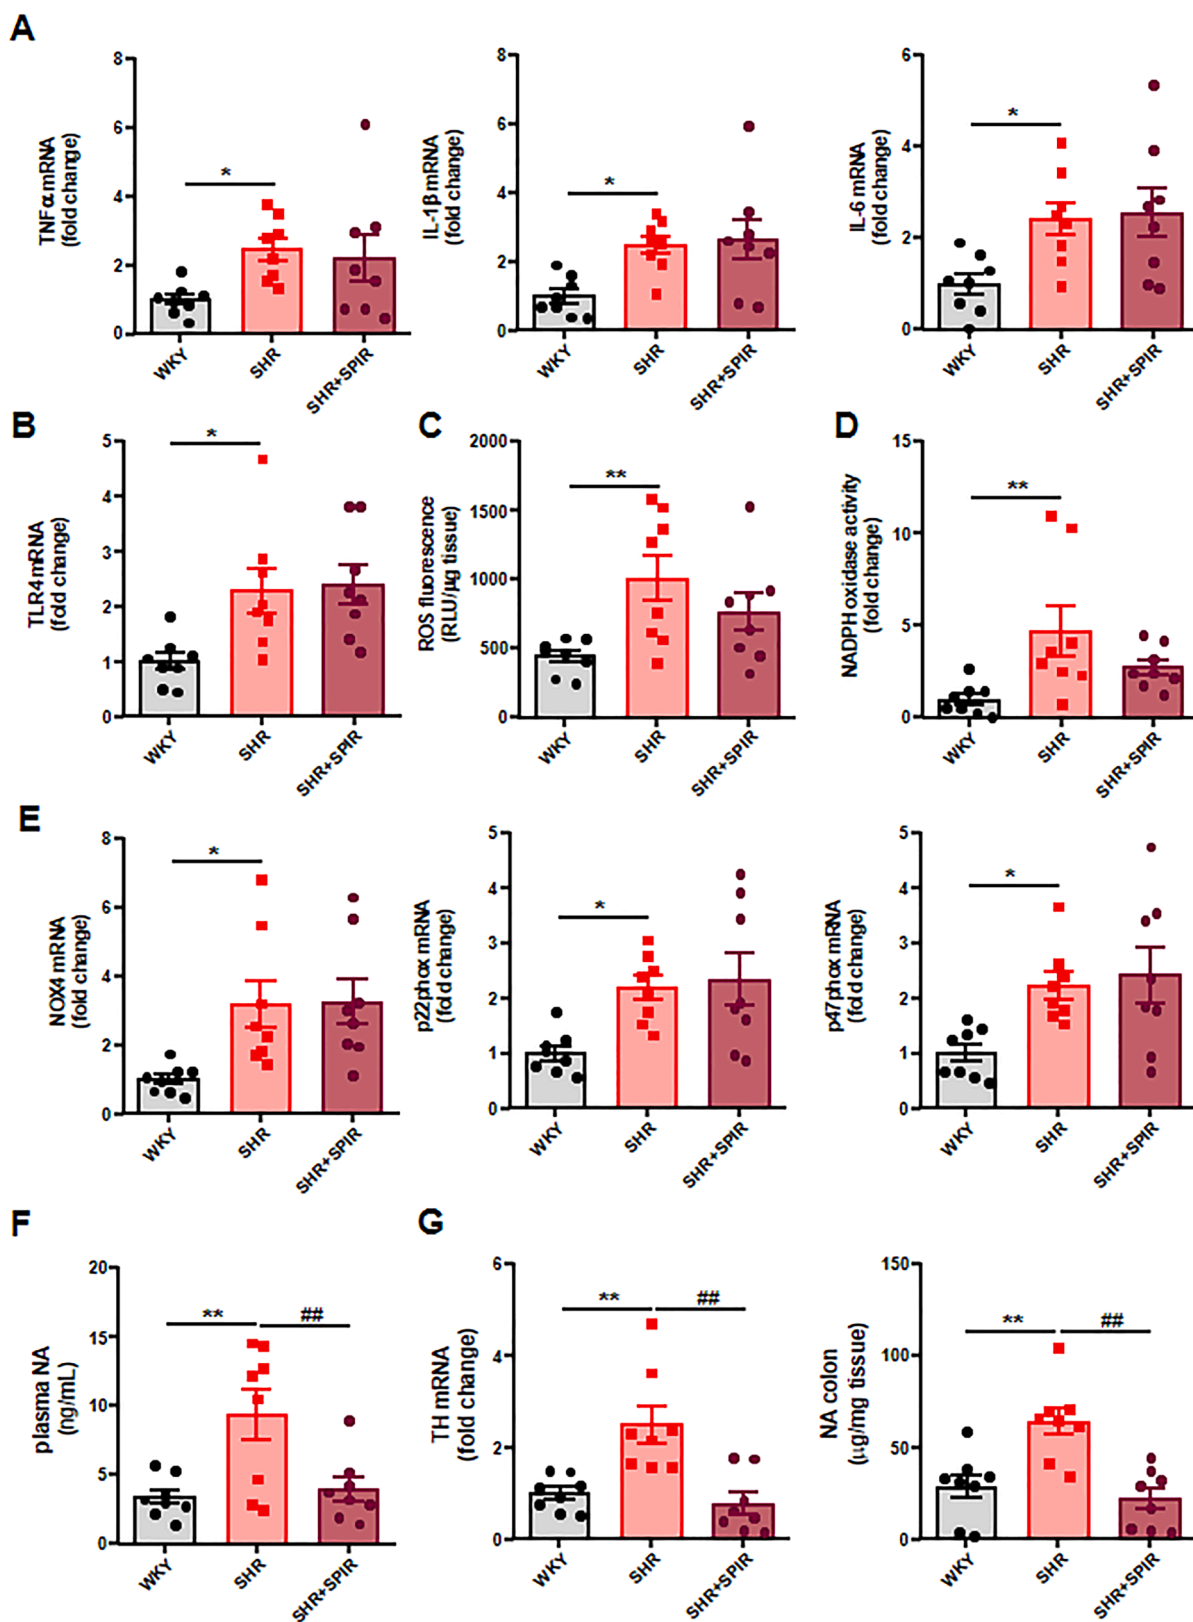 A
TNFα mRNA
(fold change)
8
6
4
2
0
*
WKY
SHR
SHR+SPIR
IL-1β mRNA
(fold change)
8
6
4
2
0
*
WKY
SHR
SHR+SPIR
IL-6 mRNA
(fold change)
6
4
2
0
*
WKY
SHR
SHR+SPIR
B
TLR4 mRNA
(fold change)
5
4
3
2
1
0
*
WKY
SHR
SHR+SPIR
C
ROS fluorescence
(RLU/μg tissue)
2000
1500
1000
500
0
**
WKY
SHR
SHR+SPIR
D
NADPH oxidase activity
(fold change)
15
10
5
0
**
WKY
SHR
SHR+SPIR
E
NOX4 mRNA
(fold change)
8
6
4
2
0
*
WKY
SHR
SHR+SPIR
p22phox mRNA
(fold change)
5
4
3
2
1
0
*
WKY
SHR
SHR+SPIR
p47phox mRNA
(fold change)
5
4
3
2
1
0
*
WKY
SHR
SHR+SPIR
F
plasma NA
(ng/mL)
20
15
10
5
0
**
##
WKY
SHR
SHR+SPIR
G
TH mRNA
(fold change)
6
4
2
0
**
##
WKY
SHR
SHR+SPIR
NA colon
(μg/mg tissue)
150
100
50
0
**
##
WKY
SHR
SHR+SPIR